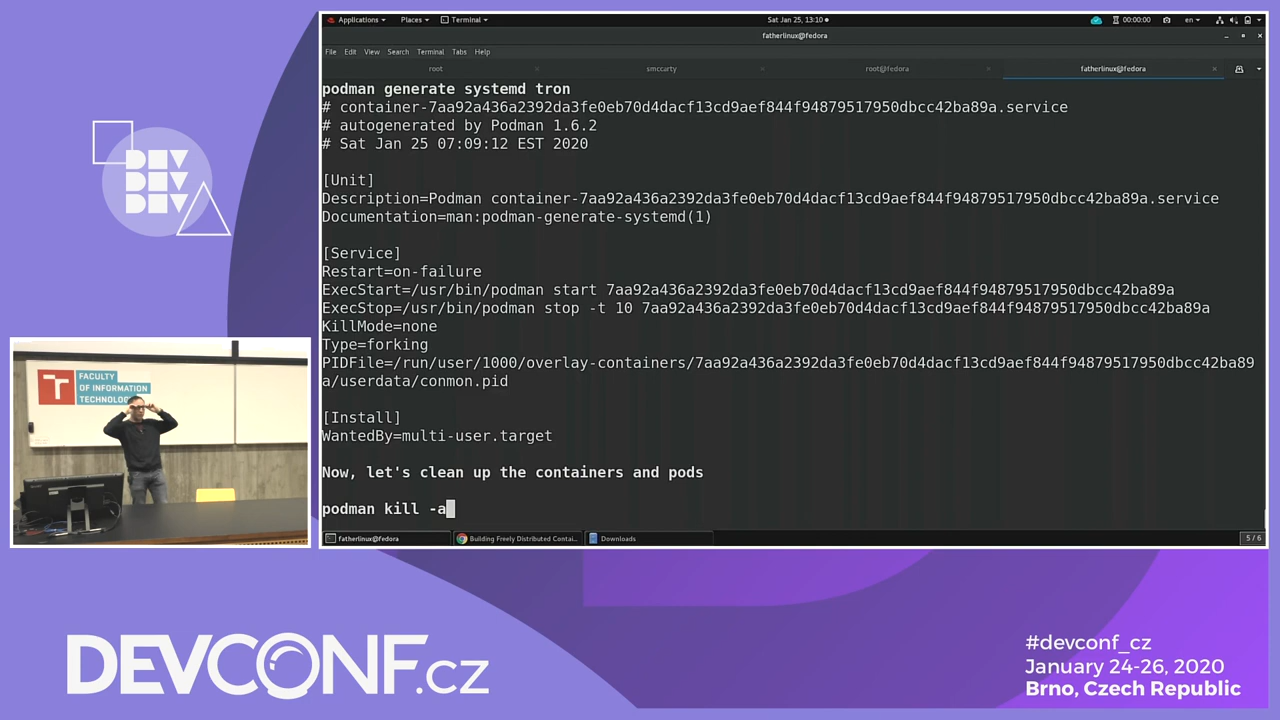 Applications
Places
Terminal
Sat Jan 25, 13:10
00:00:00
en
fatherlinux@fedora
File Edit View Search Terminal Tabs Help
root
smccarty
root@fedora
fatherlinux@fedora
podman generate systemd tron
# container-7aa92a436a2392da3fe0eb70d4dacf13cd9aef844f94879517950dbcc42ba89a.service
# autogenerated by Podman 1.6.2
# Sat Jan 25 07:09:12 EST 2020
[Unit]
Description=Podman container-7aa92a436a2392da3fe0eb70d4dacf13cd9aef844f94879517950dbcc42ba89a.service
Documentation=man:podman-generate-systemd(1)
[Service]
Restart=on-failure
ExecStart=/usr/bin/podman start 7aa92a436a2392da3fe0eb70d4dacf13cd9aef844f94879517950dbcc42ba89a
ExecStop=/usr/bin/podman stop -t 10 7aa92a436a2392da3fe0eb70d4dacf13cd9aef844f94879517950dbcc42ba89a
KillMode=none
Type=forking
PIDFile=/run/user/1000/overlay-containers/7aa92a436a2392da3fe0eb70d4dacf13cd9aef844f94879517950dbcc42ba89
a/userdata/conmon.pid
[Install]
WantedBy=multi-user.target
Now, let's clean up the containers and pods
podman kill -a
fatherlinux@fedora
Building Freely Distributed Contai...
Downloads
5 / 6
DEV
DEV
DEV
FACULTY
OF INFORMATION
TECHNOLOGY
DEVCONF.cz
#devconf_cz
January 24-26, 2020
Brno, Czech Republic